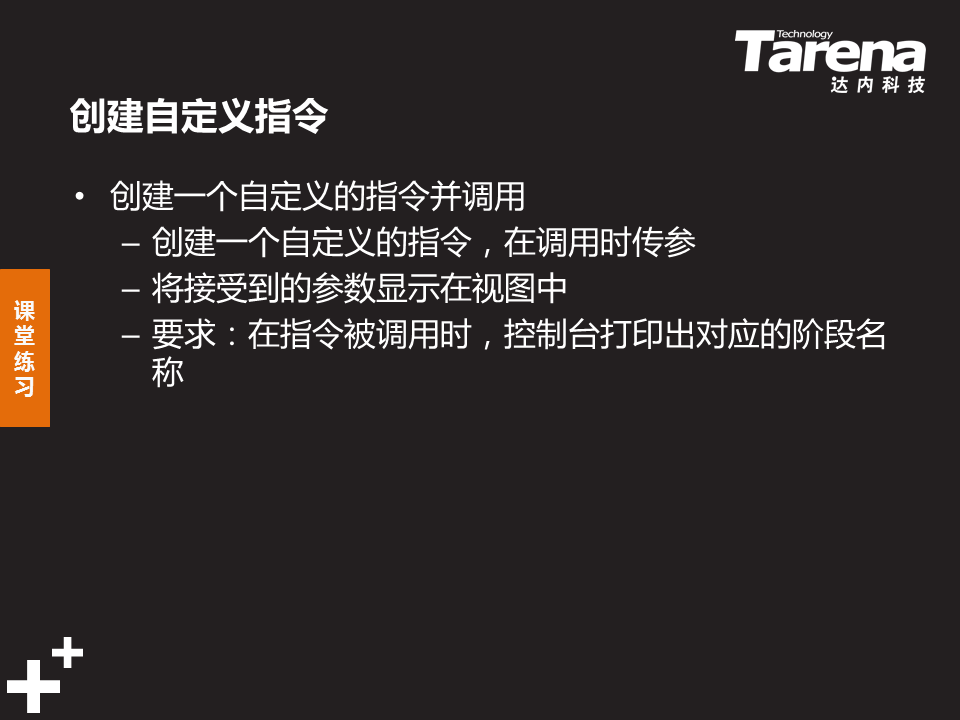 Technology
Tarena
达内科技
创建自定义指令
• 创建一个自定义的指令并调用
– 创建一个自定义的指令，在调用时传参
– 将接受到的参数显示在视图中
– 要求：在指令被调用时，控制台打印出对应的阶段名
称
课
堂
练
习